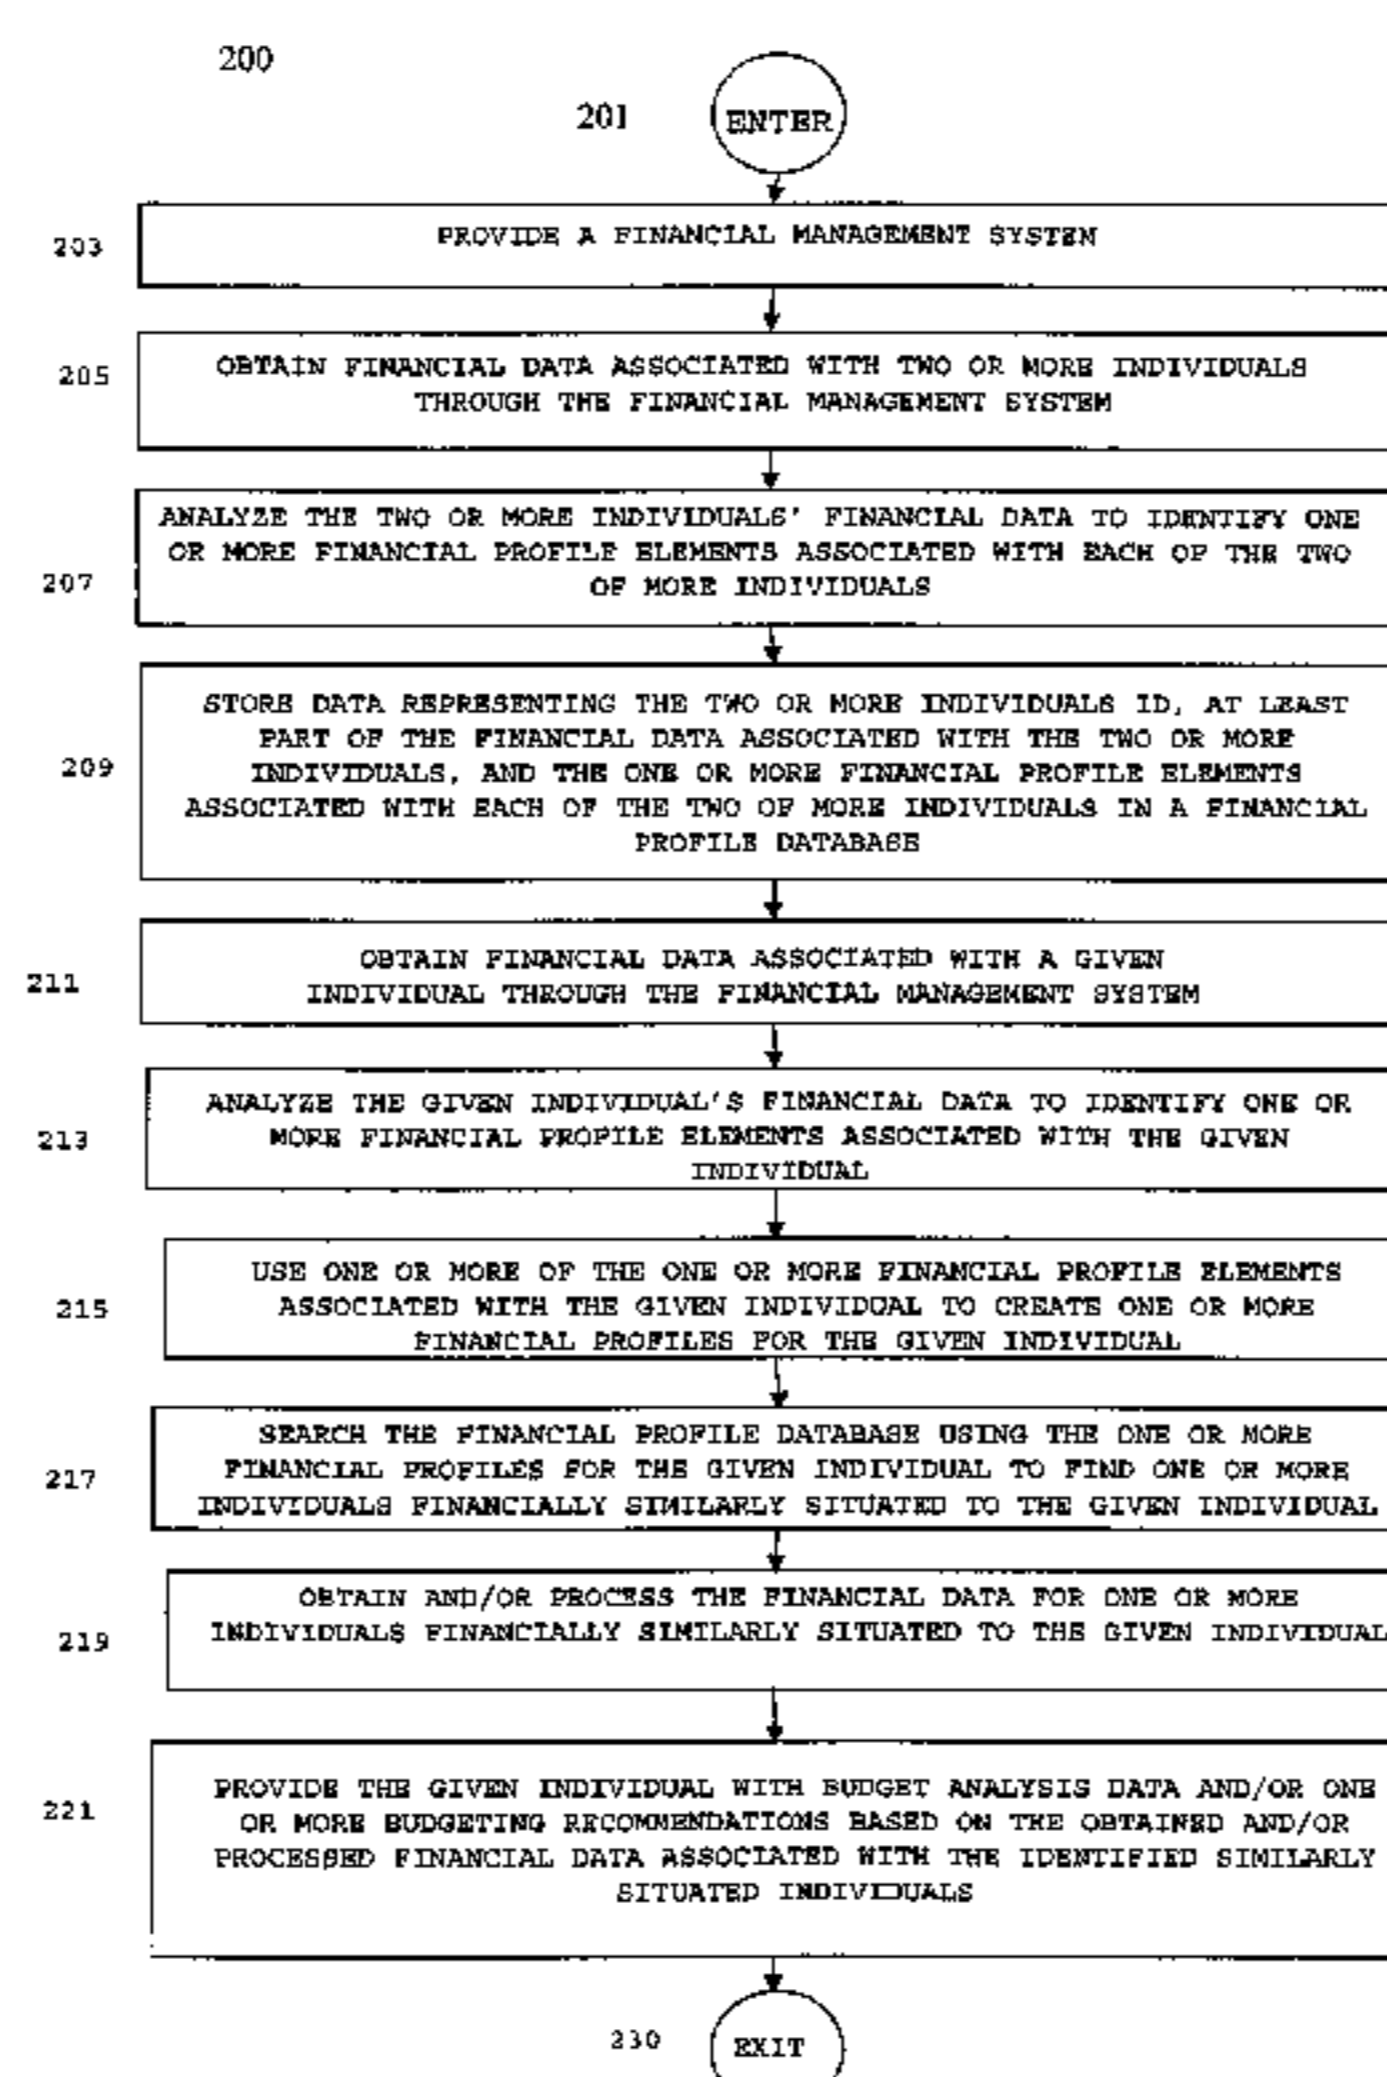 200
201
ENTER
203
PROVIDE A FINANCIAL MANAGEMENT SYSTEM
205
OBTAIN FINANCIAL DATA ASSOCIATED WITH TWO OR MORE INDIVIDUALS
THROUGH THE FINANCIAL MANAGEMENT SYSTEM
207
ANALYZE THE TWO OR MORE INDIVIDUALS' FINANCIAL DATA TO IDENTIFY ONE
OR MORE FINANCIAL PROFILE ELEMENTS ASSOCIATED WITH EACH OF THE TWO
OF MORE INDIVIDUALS
209
STORE DATA REPRESENTING THE TWO OR MORE INDIVIDUALS ID, AT LEAST
PART OF THE FINANCIAL DATA ASSOCIATED WITH THE TWO OR MORE
INDIVIDUALS, AND THE ONE OR MORE FINANCIAL PROFILE ELEMENTS
ASSOCIATED WITH EACH OF THE TWO OF MORE INDIVIDUALS IN A FINANCIAL
PROFILE DATABASE
211
OBTAIN FINANCIAL DATA ASSOCIATED WITH A GIVEN
INDIVIDUAL THROUGH THE FINANCIAL MANAGEMENT SYSTEM
213
ANALYZE THE GIVEN INDIVIDUAL'S FINANCIAL DATA TO IDENTIFY ONE OR
MORE FINANCIAL PROFILE ELEMENTS ASSOCIATED WITH THE GIVEN
INDIVIDUAL
215
USE ONE OR MORE OF THE ONE OR MORE FINANCIAL PROFILE ELEMENTS
ASSOCIATED WITH THE GIVEN INDIVIDUAL TO CREATE ONE OR MORE
FINANCIAL PROFILES FOR THE GIVEN INDIVIDUAL
217
SEARCH THE FINANCIAL PROFILE DATABASE USING THE ONE OR MORE
FINANCIAL PROFILES FOR THE GIVEN INDIVIDUAL TO FIND ONE OR MORE
INDIVIDUALS FINANCIALLY SIMILARLY SITUATED TO THE GIVEN INDIVIDUAL
219
OBTAIN AND/OR PROCESS THE FINANCIAL DATA FOR ONE OR MORE
INDIVIDUALS FINANCIALLY SIMILARLY SITUATED TO THE GIVEN INDIVIDUAL
221
PROVIDE THE GIVEN INDIVIDUAL WITH BUDGET ANALYSIS DATA AND/OR ONE
OR MORE BUDGETING RECOMMENDATIONS BASED ON THE OBTAINED AND/OR
PROCESSED FINANCIAL DATA ASSOCIATED WITH THE IDENTIFIED SIMILARLY
SITUATED INDIVIDUALS
230
EXIT